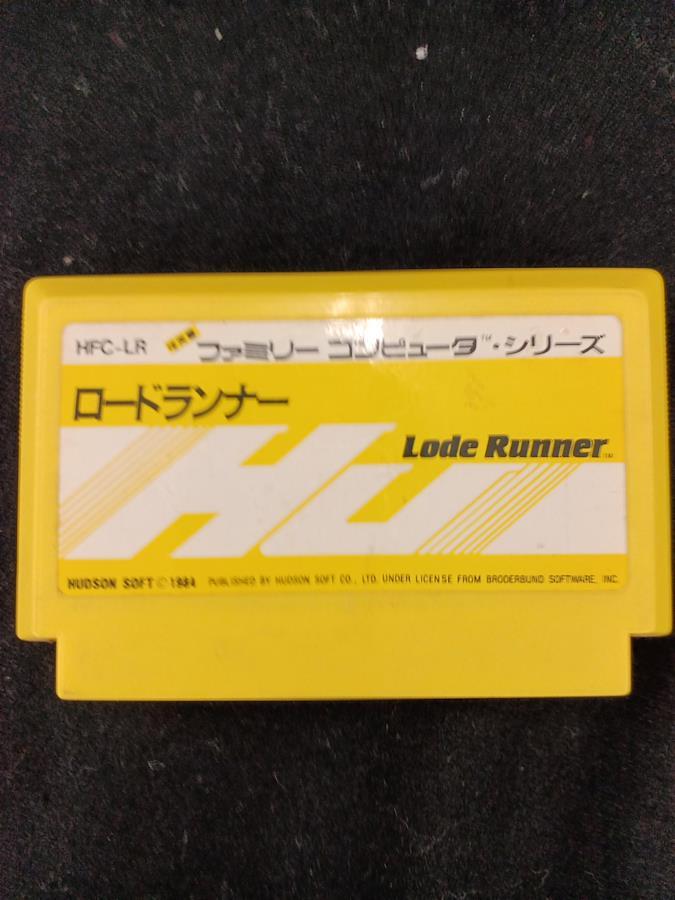 HFC-LR ファミリー コンピュータ™・シリーズ
ロードランナー
Lode Runner™
HU
HUDSON SOFT © 1984 PUBLISHED BY HUDSON SOFT CO., LTD. UNDER LICENSE FROM BRODERBUND SOFTWARE, INC.